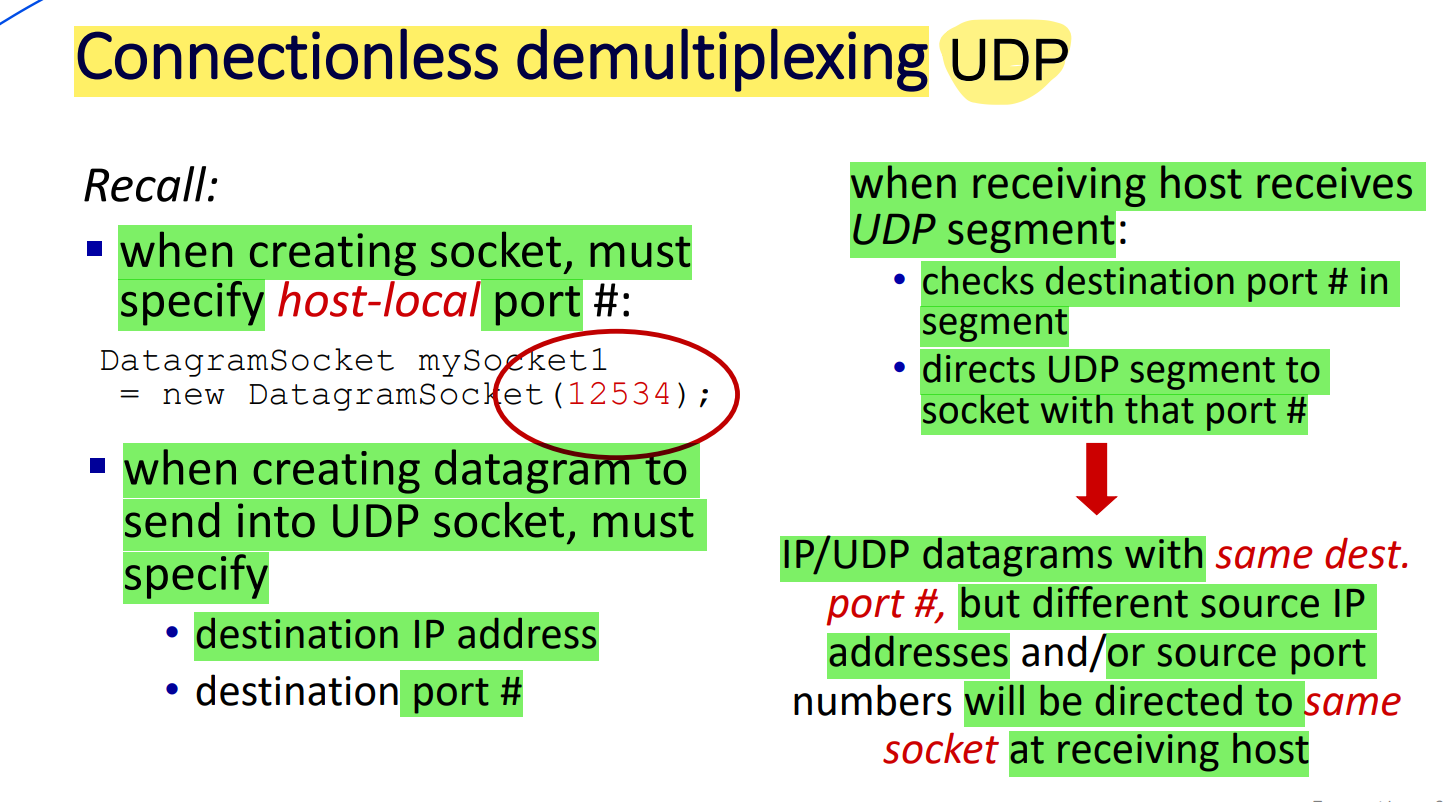 Connectionless demultiplexing UDP
Recall:
when creating socket, must
specify host-local port #:
DatagramSocket mySocket1
= new DatagramSocket(12534);
when creating datagram to
send into UDP socket, must
specify
• destination IP address
• destination port #
when receiving host receives
UDP segment:
• checks destination port # in
segment
• directs UDP segment to
socket with that port #
IP/UDP datagrams with same dest.
port #, but different source IP
addresses and/or source port
numbers will be directed to same
socket at receiving host